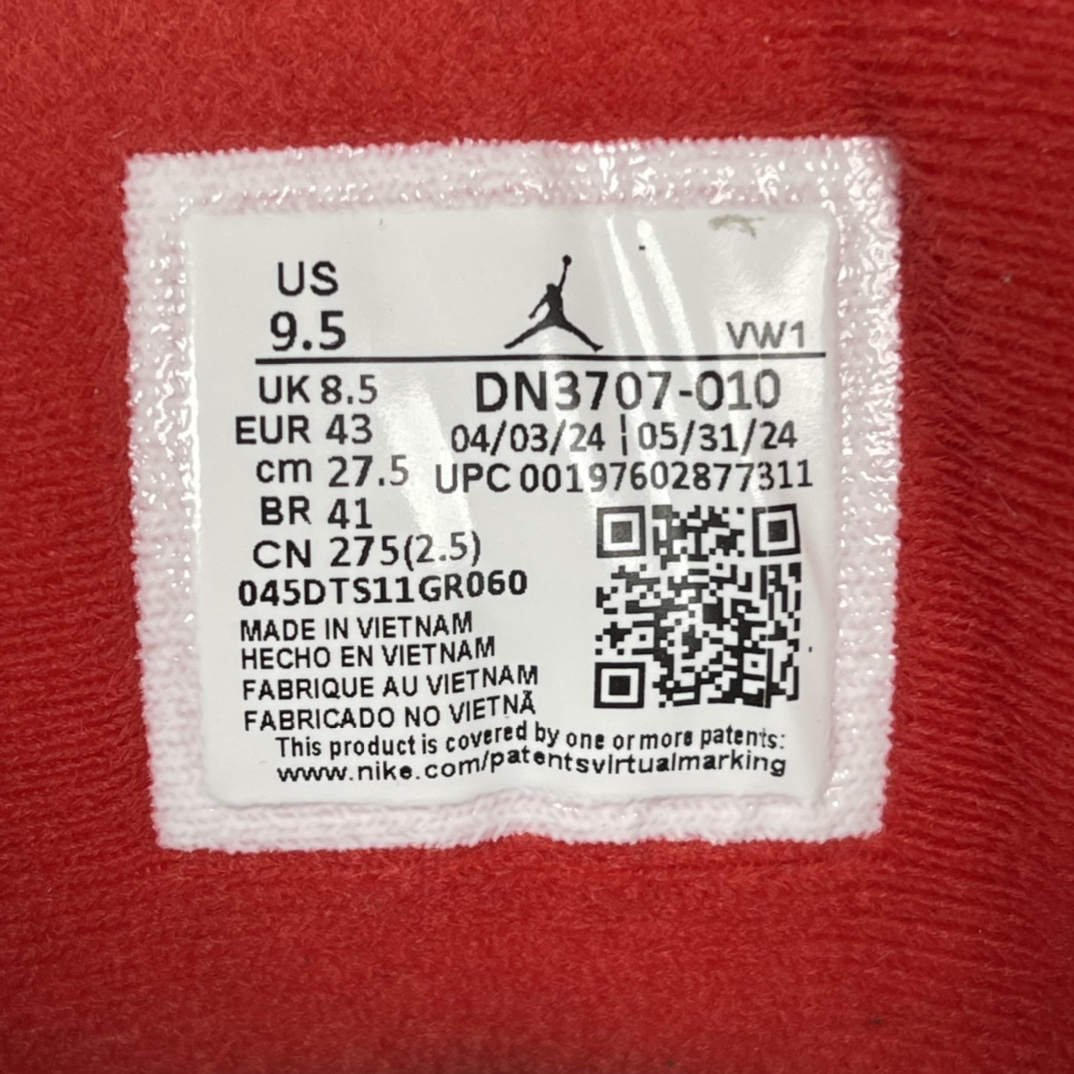 US
9.5
VW1
UK 8.5
DN3707-010
EUR 43
04/03/24 | 05/31/24
cm 27.5
UPC 00197602877311
BR 41
CN 275(2.5)
045DTS11GR060
MADE IN VIETNAM
HECHO EN VIETNAM
FABRIQUE AU VIETNAM
FABRICADO NO VIETNÃ
This product is covered by one or more patents:
www.nike.com/patentsvirtualmarking